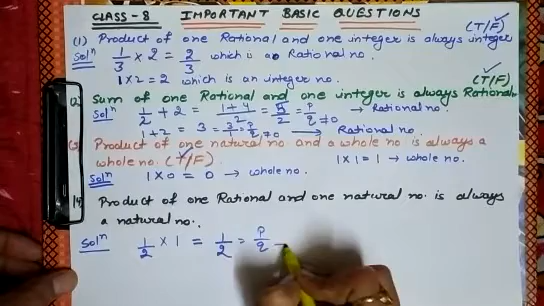 CLASS-8 IMPORTANT BASIC QUESTIONS
(T/F)
(1) Product of one Rational and one integer is always integer
Solⁿ 1/3 × 2 = 2/3 which is a Rational no.
1×2 = 2 which is an integer no.
(T/F)
Sum of one Rational and one integer is always Rational
Solⁿ 1/2 + 2 = 1+4/2 = 5/2 = p/q q≠0 → Rational no.
1+2 = 3 = 3/1 = p/q q≠0 → Rational no.
Product of one natural no. and a whole no. is always a
whole no. (T/F) 1×1 = 1 → whole no.
Solⁿ 1×0 = 0 → whole no.
Product of one Rational and one natural no. is always
a natural no.
Solⁿ 1/2 × 1 = 1/2 = p/q